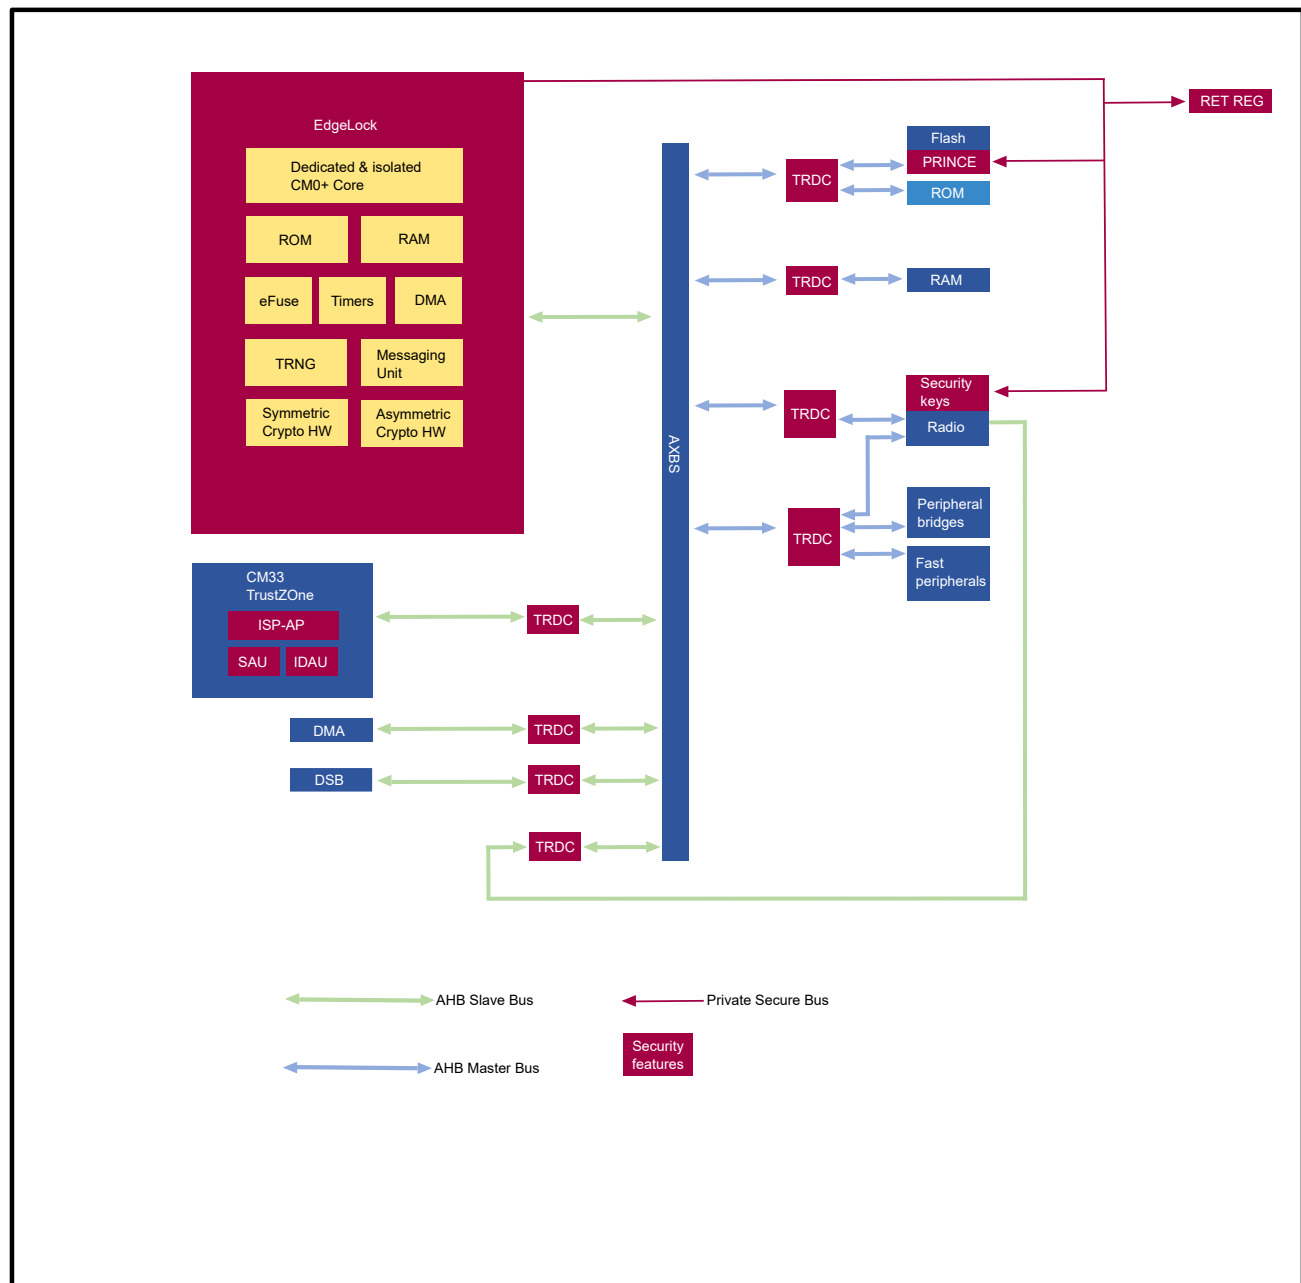 EdgeLock
Dedicated & isolated
CM0+ Core
ROM
RAM
eFuse
Timers
DMA
TRNG
Messaging
Unit
Symmetric
Crypto HW
Asymmetric
Crypto HW
CM33
TrustZOne
ISP-AP
SAU
IDAU
DMA
DSB
TRDC
TRDC
TRDC
TRDC
AXBS
TRDC
TRDC
TRDC
TRDC
Flash
PRINCE
ROM
RAM
Security
keys
Radio
Peripheral
bridges
Fast
peripherals
RET REG
AHB Slave Bus
Private Secure Bus
AHB Master Bus
Security
features